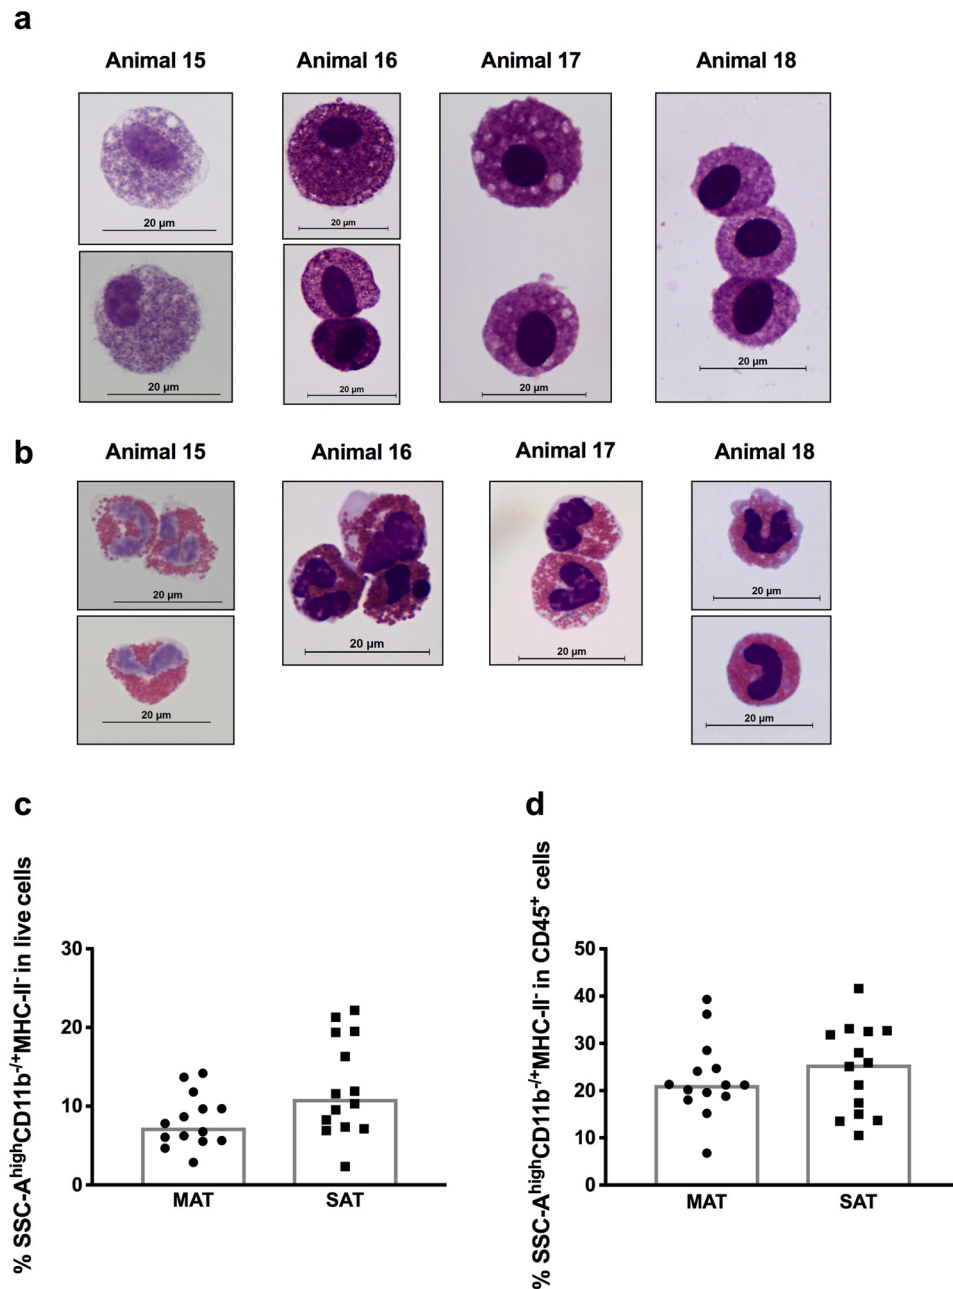 a
Animal 15
Animal 16
Animal 17
Animal 18
20 µm
20 µm
20 µm
20 µm
20 µm
20 µm
b
Animal 15
Animal 16
Animal 17
Animal 18
20 µm
20 µm
20 µm
20 µm
20 µm
20 µm
c
% SSC-AhighCD11b-/+MHC-II- in live cells
30
20
10
0
MAT
SAT
d
% SSC-AhighCD11b-/+MHC-II- in CD45+ cells
50
40
30
20
10
0
MAT
SAT